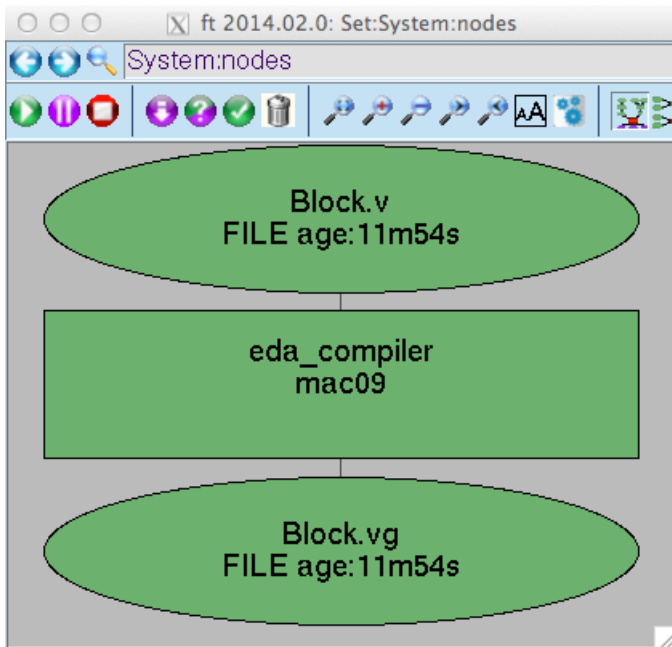 ft 2014.02.0: Set:System:nodes
System:nodes
AA
Block.v
FILE age:11m54s
eda_compiler
mac09
Block.vg
FILE age:11m54s